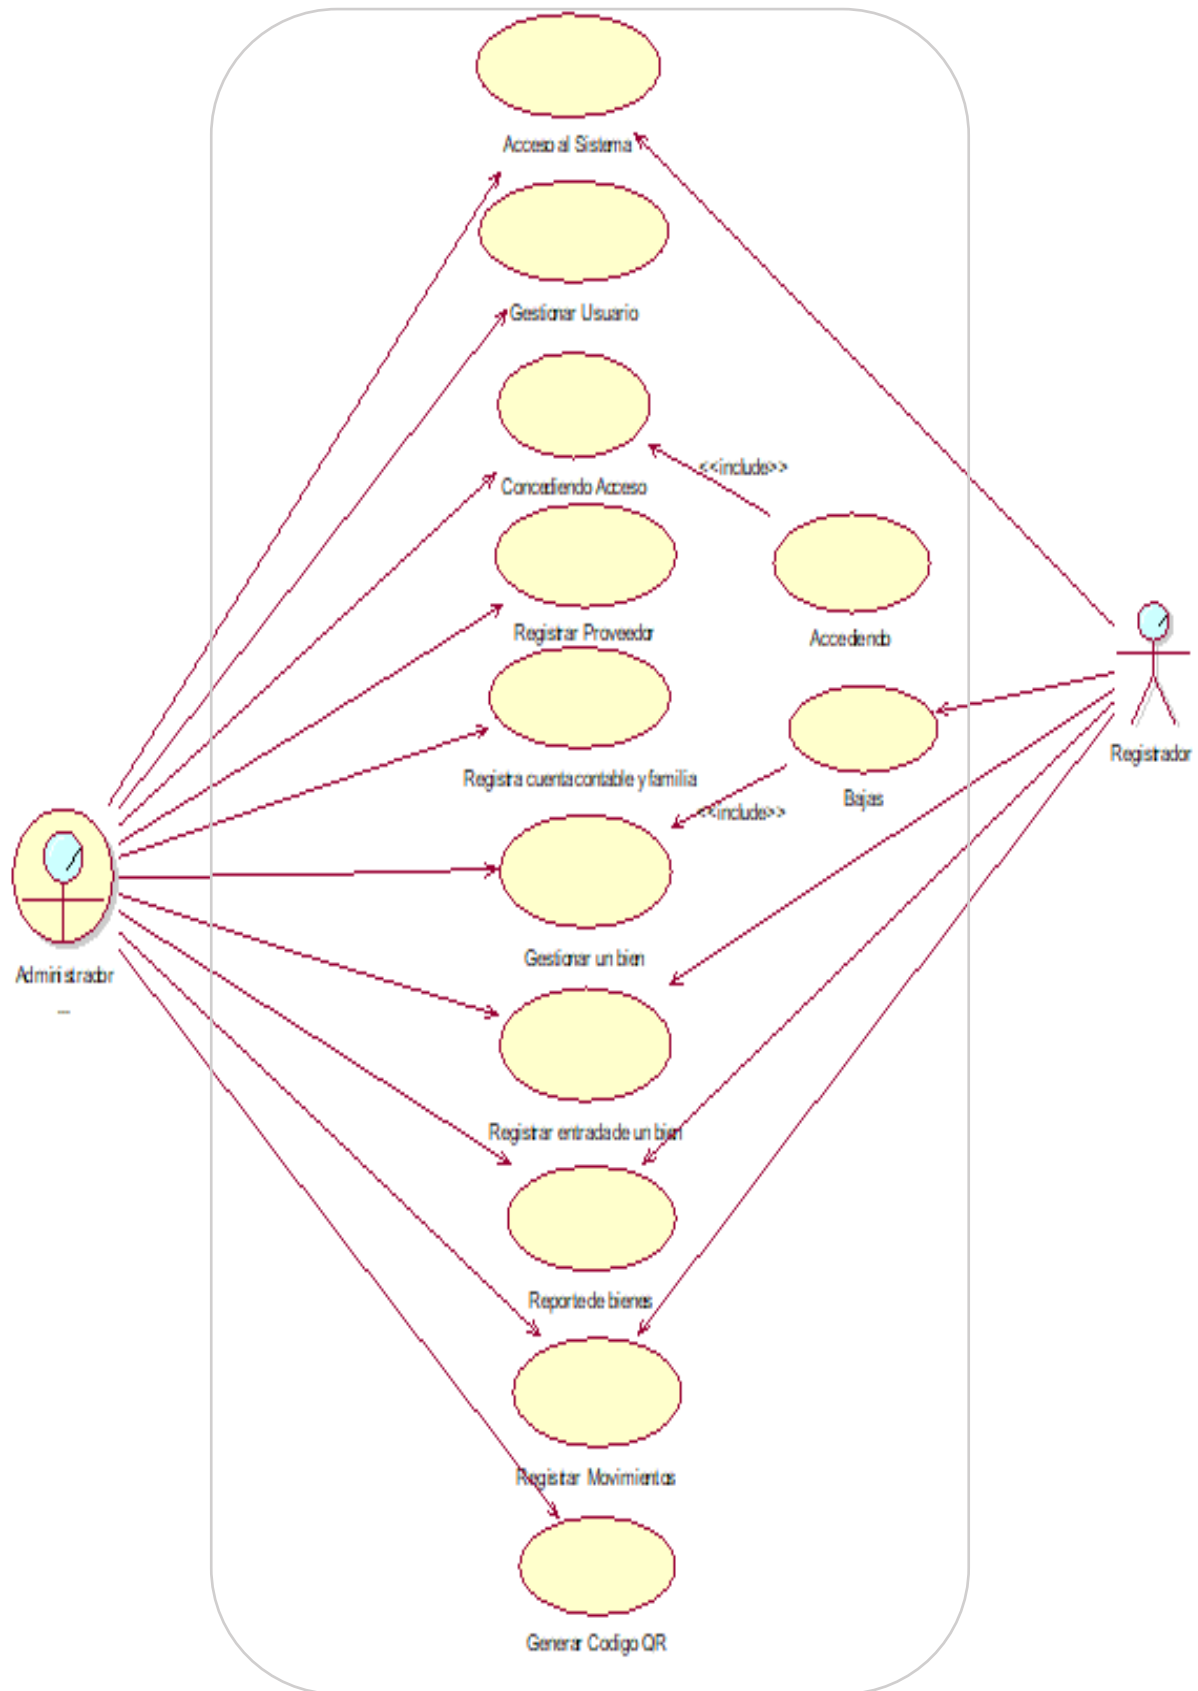 Acceso al Sistema
Gestionar Usuario
<<include>>
Concediendo Acceso
Registrar Proveedor
Accediendo
Registrador
Registra cuenta contable y familia
Bajas
<<include>>
Gestionar un bien
Administrador
Registrar entrada de un bien
Reporte de bienes
Registrar Movimientos
Generar Codigo QR